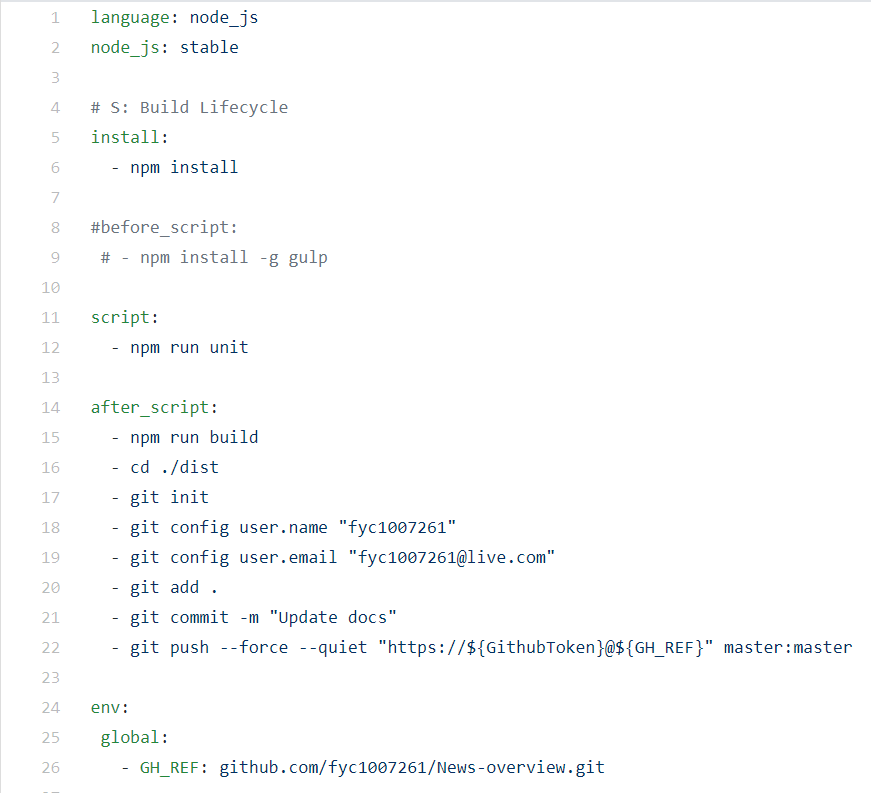 1 language: node_js
2 node_js: stable
3
4 # S: Build Lifecycle
5 install:
6   - npm install
7
8 #before_script:
9  # - npm install -g gulp
10
11 script:
12   - npm run unit
13
14 after_script:
15   - npm run build
16   - cd ./dist
17   - git init
18   - git config user.name "fyc1007261"
19   - git config user.email "fyc1007261@live.com"
20   - git add .
21   - git commit -m "Update docs"
22   - git push --force --quiet "https://${GithubToken}@${GH_REF}" master:master
23
24 env:
25  global:
26    - GH_REF: github.com/fyc1007261/News-overview.git